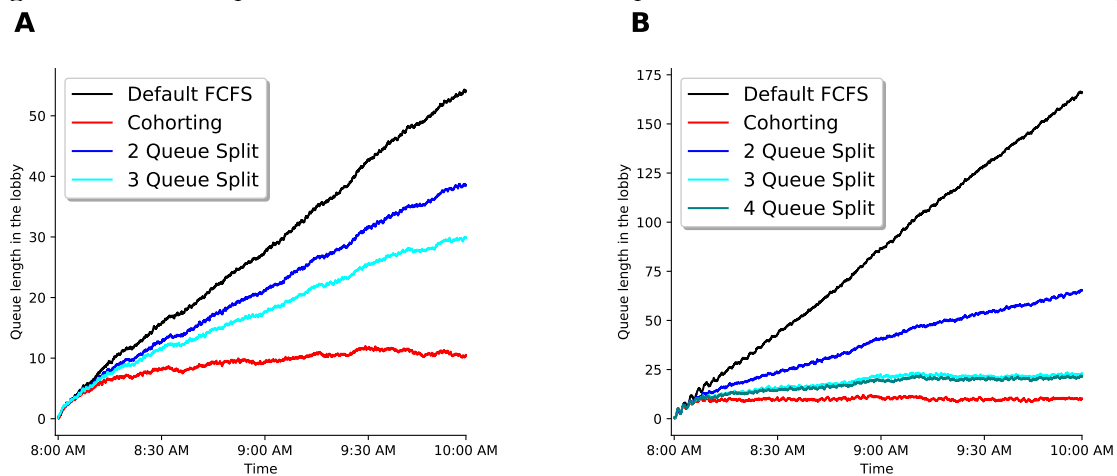 A
Default FCFS
Cohorting
2 Queue Split
3 Queue Split
Queue length in the lobby
50
40
30
20
10
0
8:00 AM 8:30 AM 9:00 AM 9:30 AM 10:00 AM
Time
B
Default FCFS
Cohorting
2 Queue Split
3 Queue Split
4 Queue Split
Queue length in the lobby
175
150
125
100
75
50
25
0
8:00 AM 8:30 AM 9:00 AM 9:30 AM 10:00 AM
Time